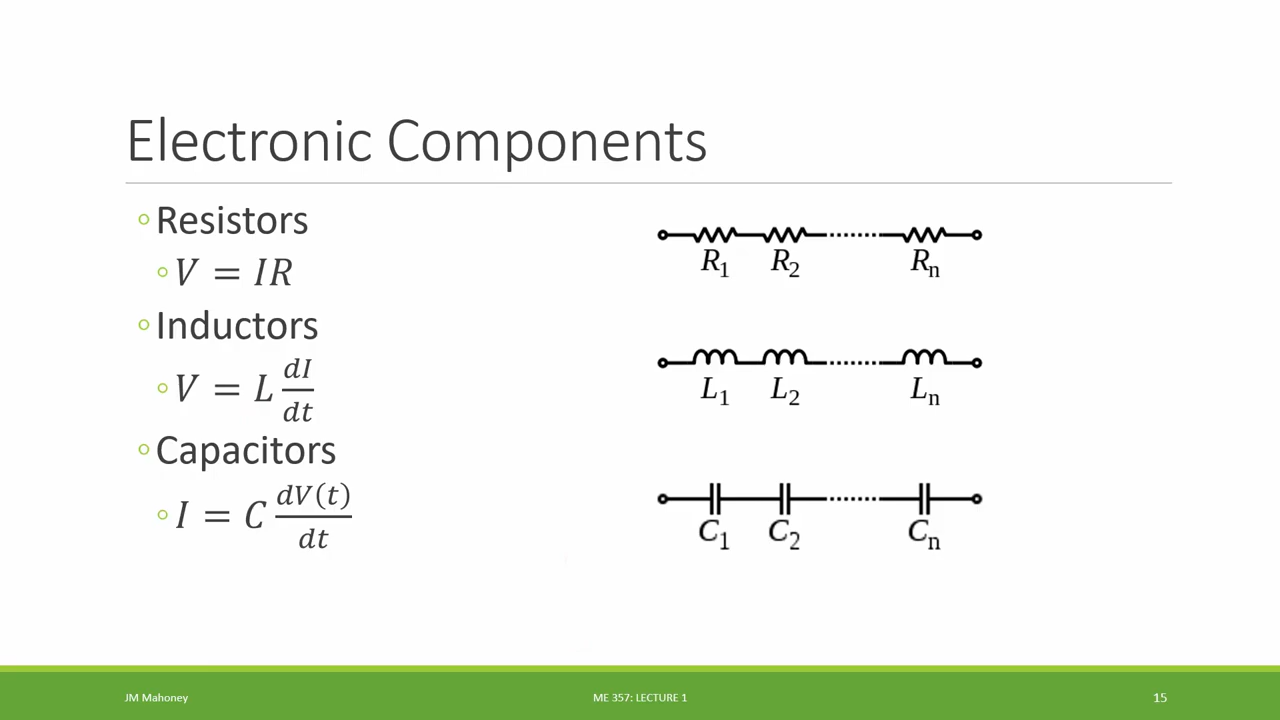 Electronic Components
◦Resistors
◦V = IR
◦Inductors
◦V = L dI/dt
◦Capacitors
◦I = C dV(t)/dt
R₁ R₂ Rₙ
L₁ L₂ Lₙ
C₁ C₂ Cₙ
JM Mahoney
ME 357: LECTURE 1
15